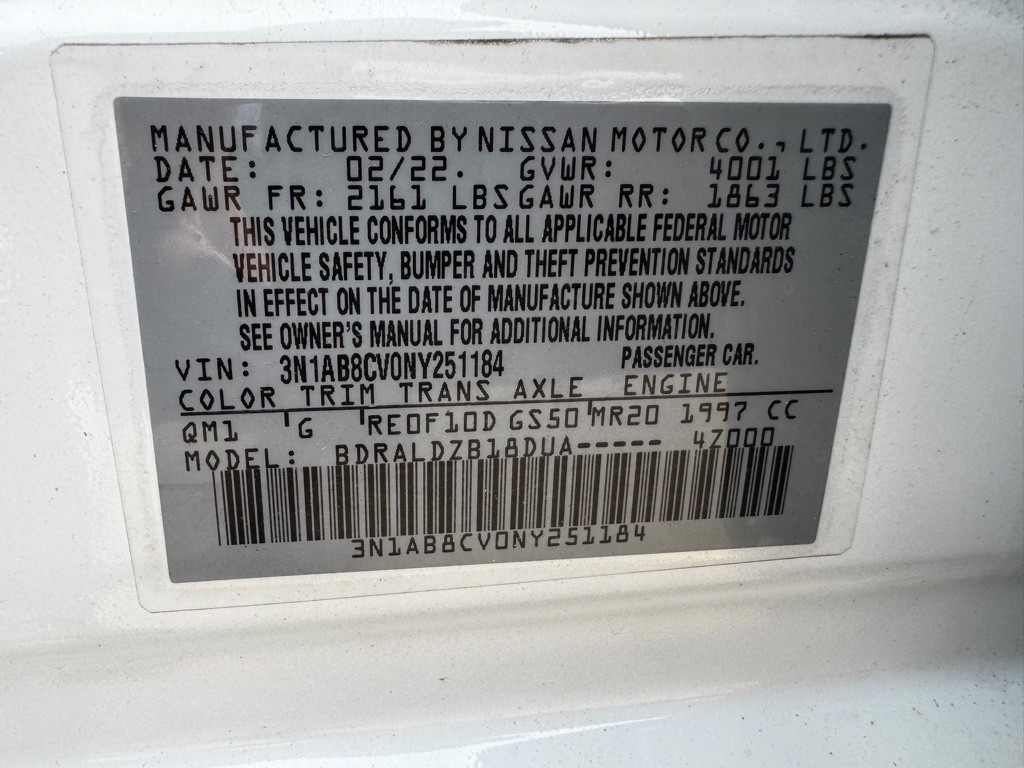 MANUFACTURED BY NISSAN MOTOR CO., LTD.
DATE: 02/22. GVWR: 4001 LBS
GAWR FR: 2161 LBS GAWR RR: 1863 LBS
THIS VEHICLE CONFORMS TO ALL APPLICABLE FEDERAL MOTOR
VEHICLE SAFETY, BUMPER AND THEFT PREVENTION STANDARDS
IN EFFECT ON THE DATE OF MANUFACTURE SHOWN ABOVE.
SEE OWNER'S MANUAL FOR ADDITIONAL INFORMATION.
VIN: 3N1AB8CV0NY251184 PASSENGER CAR.
COLOR TRIM TRANS AXLE ENGINE
QM1 G RE0F10D GS50 MR20 1997 CC
MODEL: BDRALDZB18DUA----- 4Z000
3N1AB8CV0NY251184